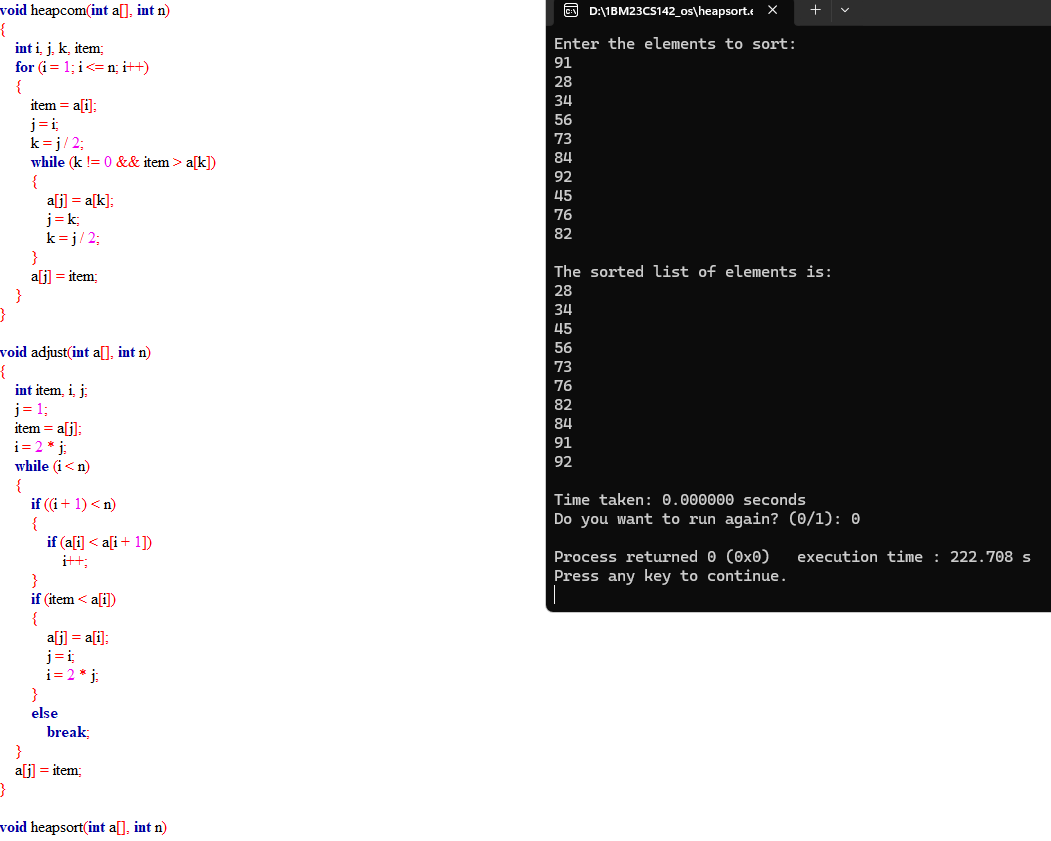 void heapcom(int a[], int n)
{
int i, j, k, item;
for (i = 1; i <= n; i++)
{
item = a[i];
j = i;
k = j / 2;
while (k != 0 && item > a[k])
{
a[j] = a[k];
j = k;
k = j / 2;
}
a[j] = item;
}
}
void adjust(int a[], int n)
{
int item, i, j;
j = 1;
item = a[j];
i = 2 * j;
while (i < n)
{
if ((i + 1) < n)
{
if (a[i] < a[i + 1])
i++;
}
if (item < a[i])
{
a[j] = a[i];
j = i;
i = 2 * j;
}
else
break;
}
a[j] = item;
}
void heapsort(int a[], int n)
D:\1BM23CS142_os\heapsort.e
Enter the elements to sort:
91
28
34
56
73
84
92
45
76
82
The sorted list of elements is:
28
34
45
56
73
76
82
84
91
92
Time taken: 0.000000 seconds
Do you want to run again? (0/1): 0
Process returned 0 (0x0)   execution time : 222.708 s
Press any key to continue.